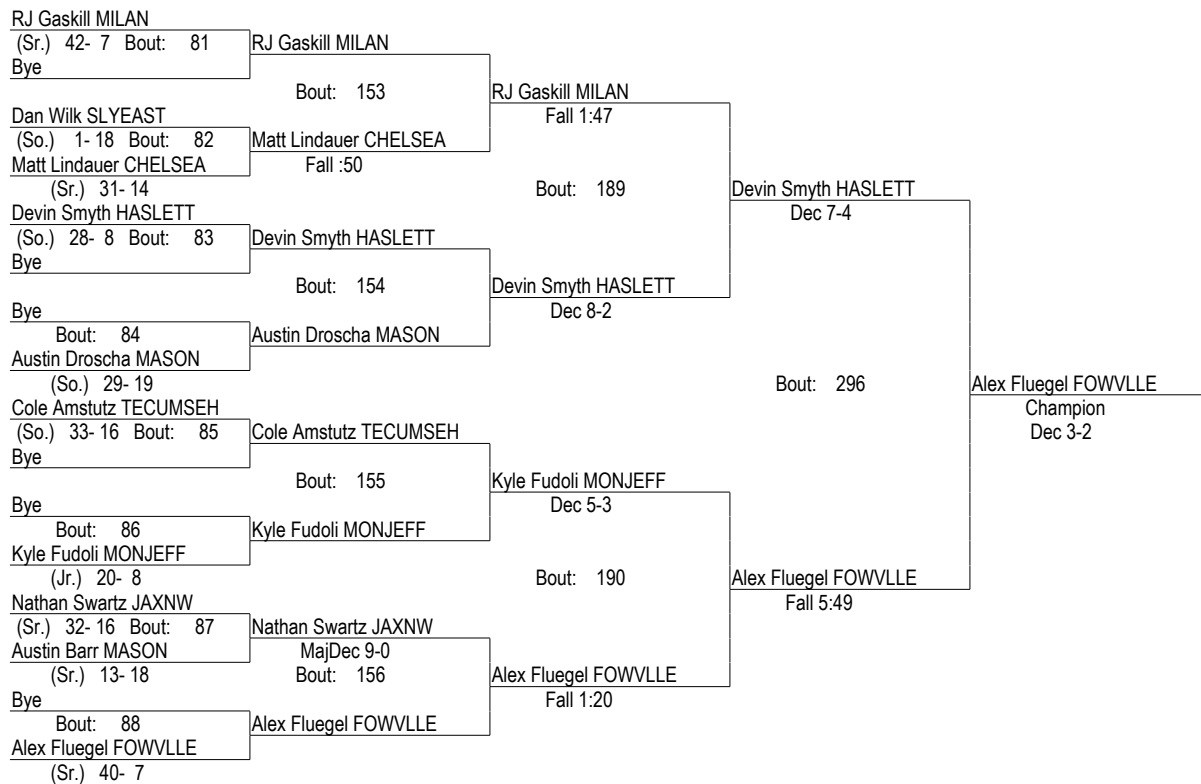 RJ Gaskill MILAN
(Sr.) 42- 7 Bout: 81 RJ Gaskill MILAN
Bye
Bout: 153 RJ Gaskill MILAN
Dan Wilk SLYEAST Fall 1:47
(So.) 1- 18 Bout: 82 Matt Lindauer CHELSEA
Matt Lindauer CHELSEA Fall :50
(Sr.) 31- 14 Bout: 189 Devin Smyth HASLETT
Devin Smyth HASLETT Dec 7-4
(So.) 28- 8 Bout: 83 Devin Smyth HASLETT
Bye
Bout: 154 Devin Smyth HASLETT
Bye Dec 8-2
Bout: 84 Austin Droscha MASON
Austin Droscha MASON
(So.) 29- 19 Bout: 296 Alex Fluegel FOWVLLE
Cole Amstutz TECUMSEH Champion
(So.) 33- 16 Bout: 85 Cole Amstutz TECUMSEH Dec 3-2
Bye
Bout: 155 Kyle Fudoli MONJEFF
Bye Dec 5-3
Bout: 86 Kyle Fudoli MONJEFF
Kyle Fudoli MONJEFF
(Jr.) 20- 8 Bout: 190 Alex Fluegel FOWVLLE
Nathan Swartz JAXNW Fall 5:49
(Sr.) 32- 16 Bout: 87 Nathan Swartz JAXNW
Austin Barr MASON MajDec 9-0
(Sr.) 13- 18 Bout: 156 Alex Fluegel FOWVLLE
Bye Fall 1:20
Bout: 88 Alex Fluegel FOWVLLE
Alex Fluegel FOWVLLE
(Sr.) 40- 7